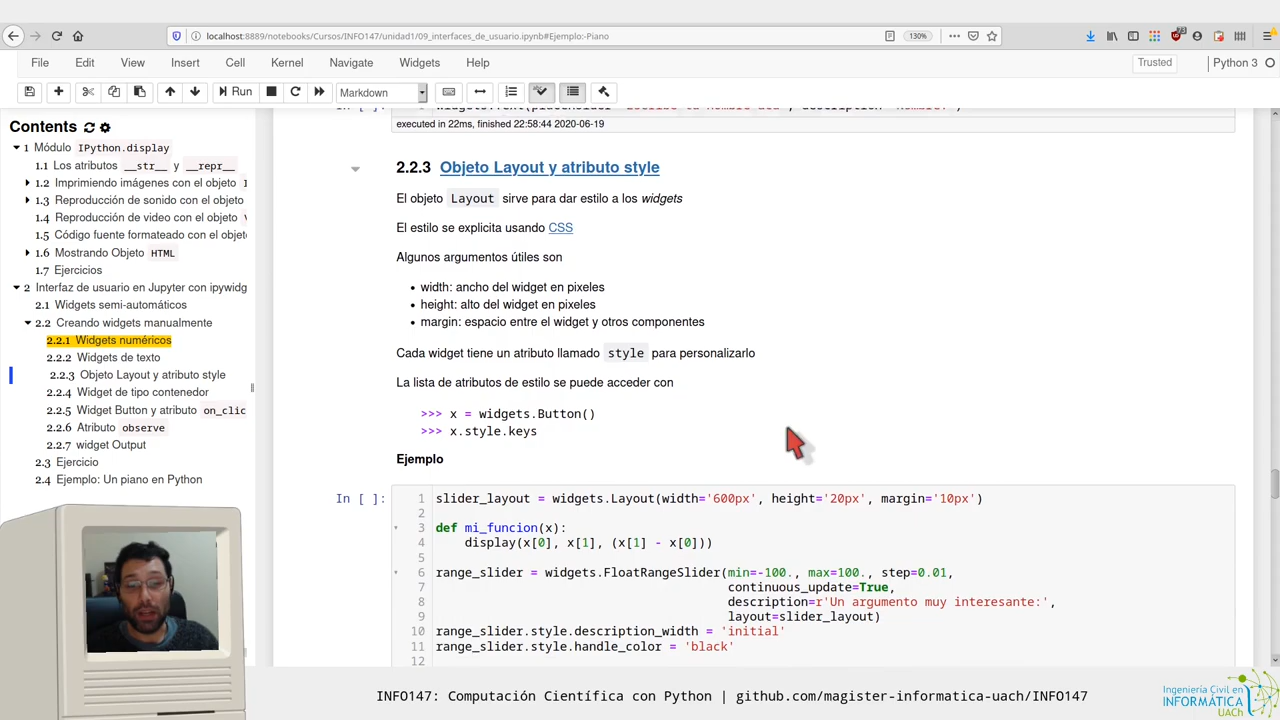 localhost:8889/notebooks/Cursos/INFO147/unidad1/09_interfaces_de_usuario.ipynb#Ejemplo:-Piano
130%
File Edit View Insert Cell Kernel Navigate Widgets Help
Trusted
Python 3
Run
Markdown
executed in 22ms, finished 22:58:44 2020-06-19
Contents
1 Módulo IPython.display
1.1 Los atributos __str__ y __repr__
1.2 Imprimiendo imágenes con el objeto
1.3 Reproducción de sonido con el objeto
1.4 Reproducción de video con el objeto
1.5 Código fuente formateado con el objet
1.6 Mostrando Objeto HTML
1.7 Ejercicios
2 Interfaz de usuario en Jupyter con ipywidg
2.1 Widgets semi-automáticos
2.2 Creando widgets manualmente
2.2.1 Widgets numéricos
2.2.2 Widgets de texto
2.2.3 Objeto Layout y atributo style
2.2.4 Widget de tipo contenedor
2.2.5 Widget Button y atributo on_clic
2.2.6 Atributo observe
2.2.7 widget Output
2.3 Ejercicio
2.4 Ejemplo: Un piano en Python
2.2.3 Objeto Layout y atributo style
El objeto Layout sirve para dar estilo a los widgets
El estilo se explicita usando CSS
Algunos argumentos útiles son
• width: ancho del widget en pixeles
• height: alto del widget en pixeles
• margin: espacio entre el widget y otros componentes
Cada widget tiene un atributo llamado style para personalizarlo
La lista de atributos de estilo se puede acceder con
>>> x = widgets.Button()
>>> x.style.keys
Ejemplo
In [ ]:
1 slider_layout = widgets.Layout(width='600px', height='20px', margin='10px')
2
3 def mi_funcion(x):
4     display(x[0], x[1], (x[1] - x[0]))
5
6 range_slider = widgets.FloatRangeSlider(min=-100., max=100., step=0.01,
7                                         continuous_update=True,
8                                         description=r'Un argumento muy interesante:',
9                                         layout=slider_layout)
10 range_slider.style.description_width = 'initial'
11 range_slider.style.handle_color = 'black'
12
INFO147: Computación Científica con Python | github.com/magister-informatica-uach/INFO147
Ingeniería Civil en
INFORMÁTICA
UACh